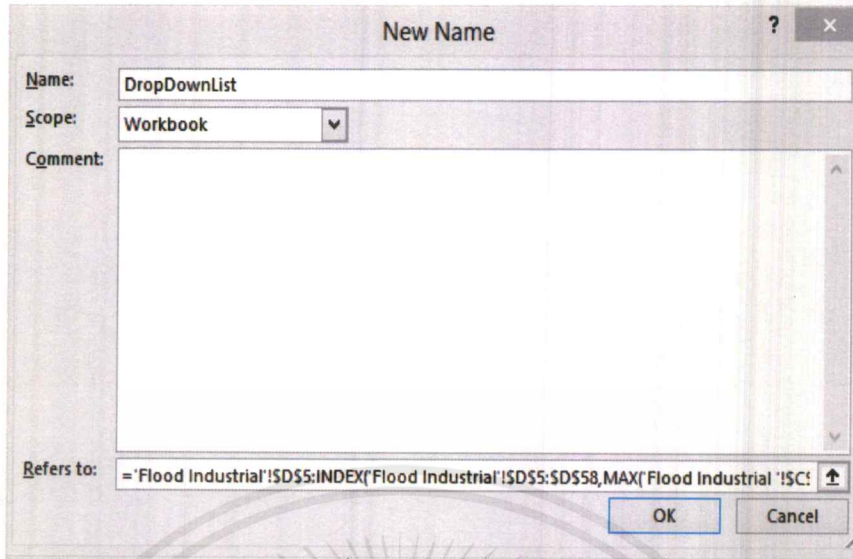 New Name
?
×
Name:
DropDownList
Scope:
Workbook
Comment:
Refers to:
='Flood Industrial'!$D$5:INDEX('Flood Industrial'!$D$5:$D$58,MAX('Flood Industrial '!$C
OK
Cancel